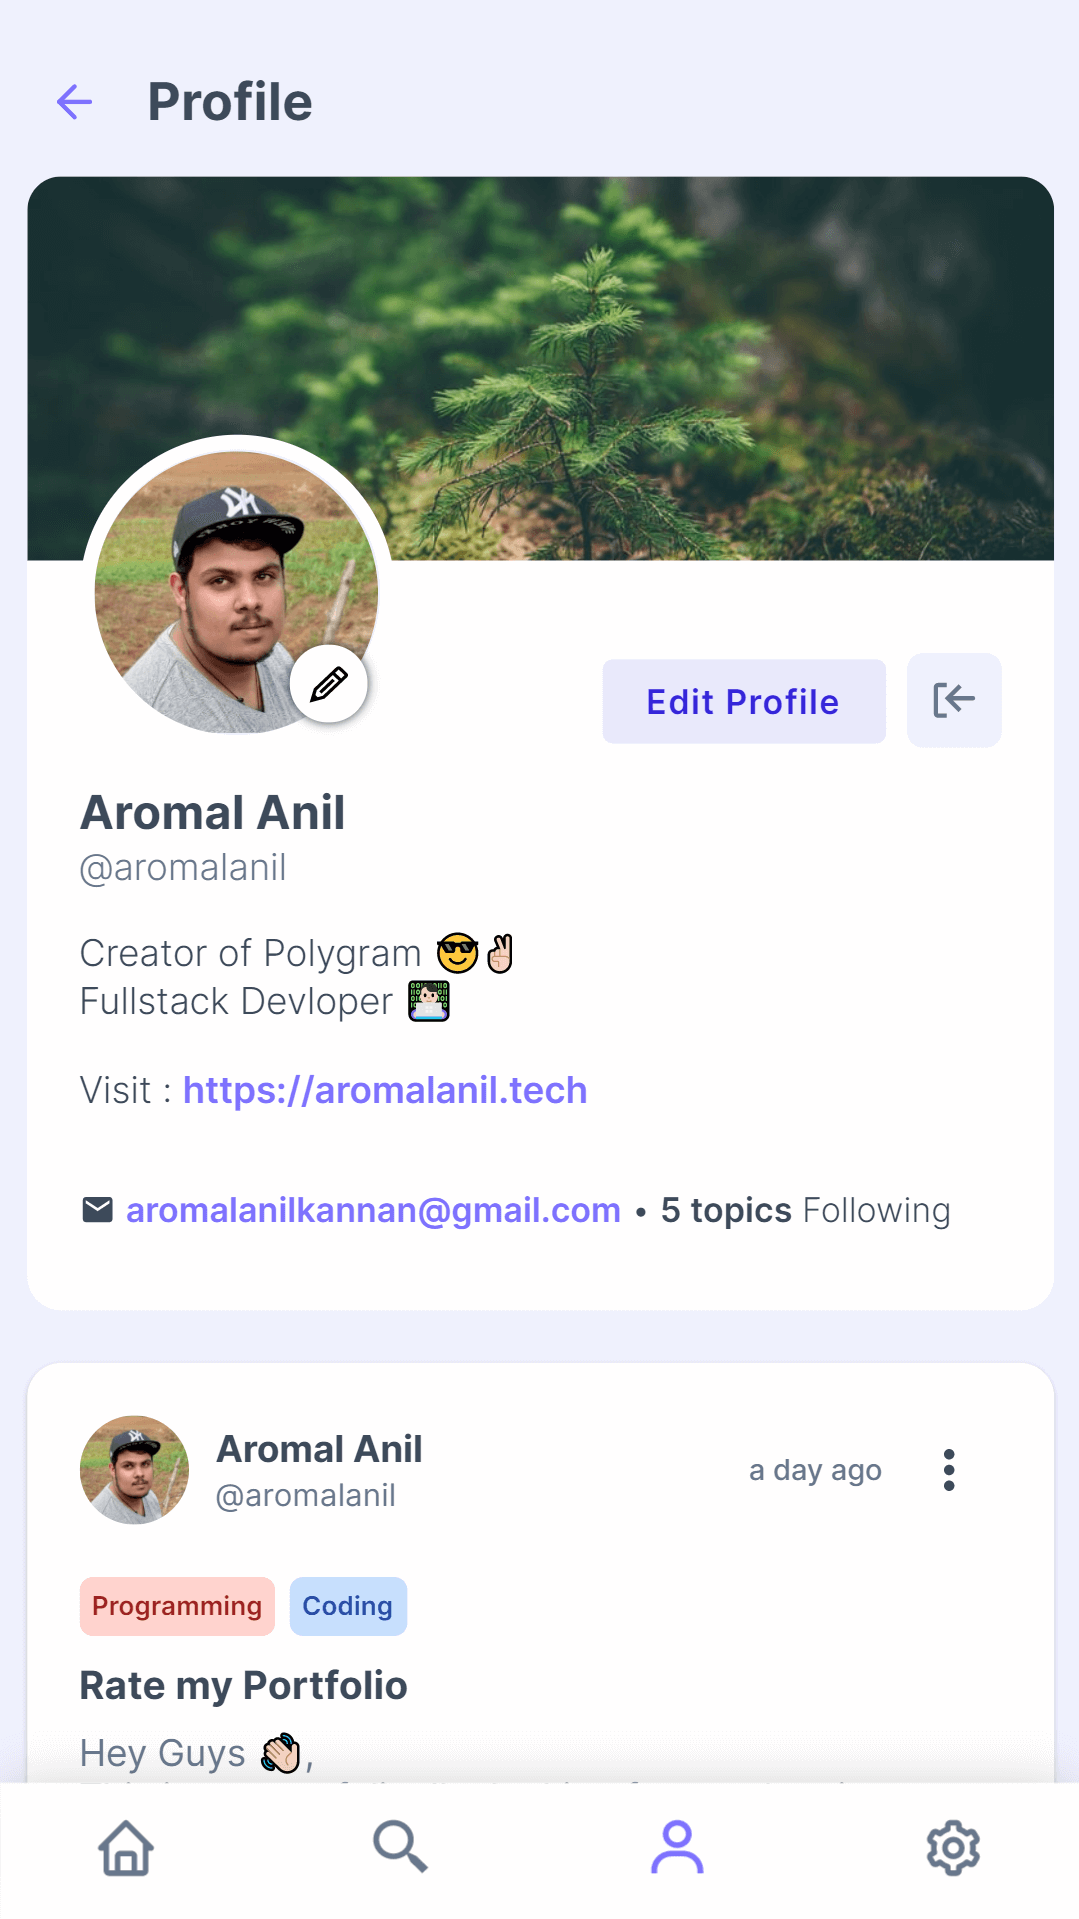 Profile
Edit Profile
Aromal Anil
@aromalanil
Creator of Polygram 😎✌🏻
Fullstack Devloper 👨🏻‍💻
Visit : https://aromalanil.tech
aromalanilkannan@gmail.com • 5 topics Following
Aromal Anil
@aromalanil
a day ago
Programming Coding
Rate my Portfolio
Hey Guys 👋🏻,